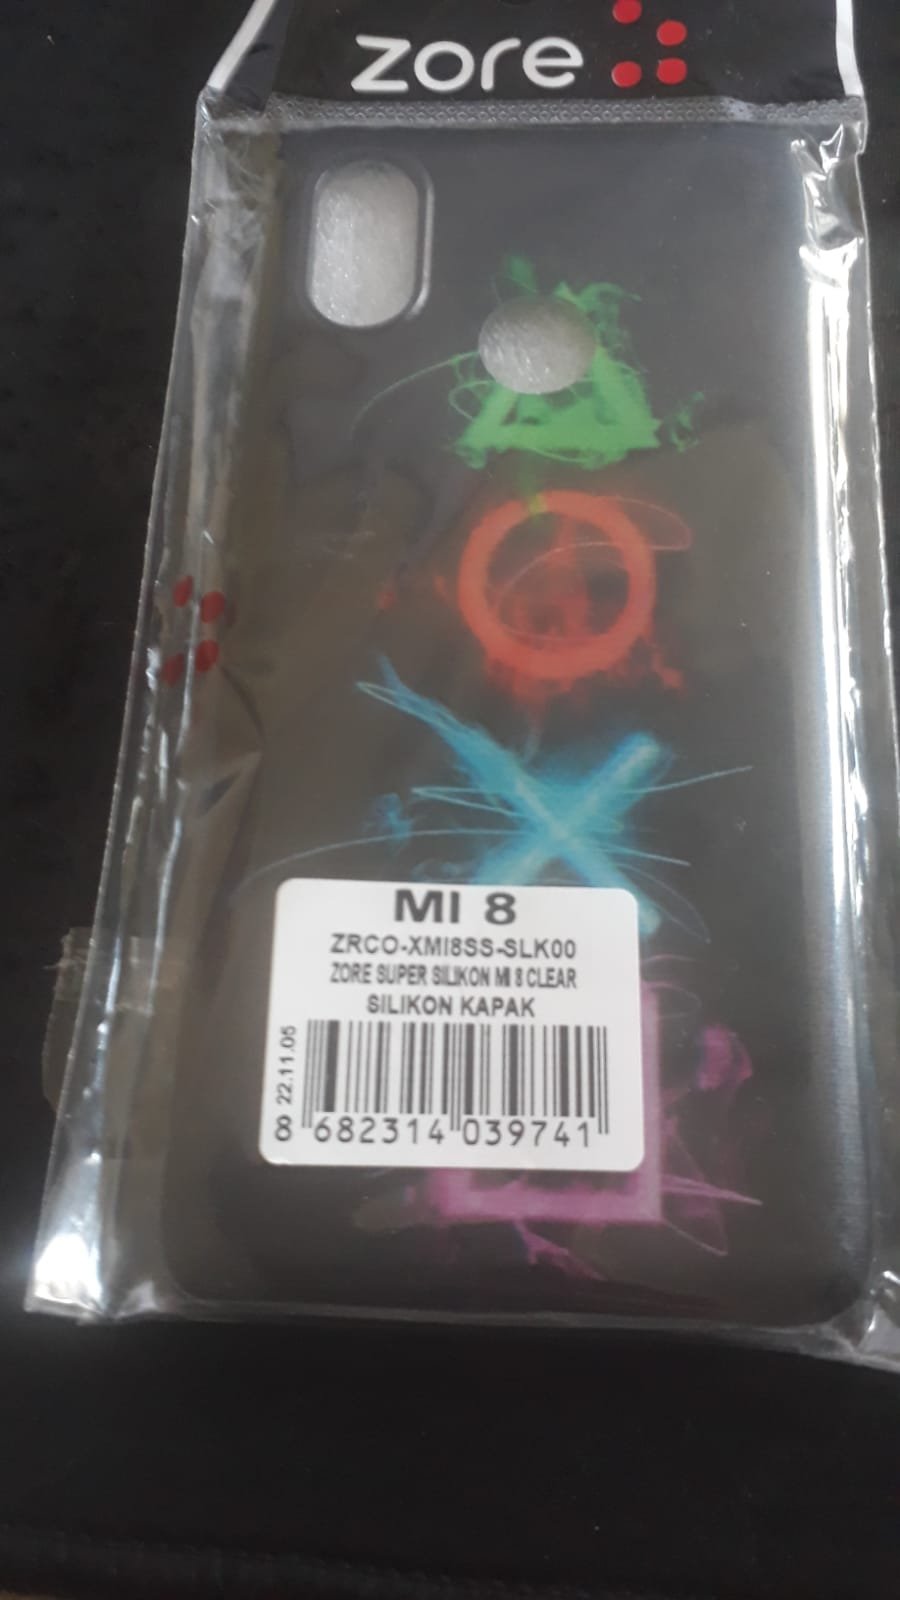 zore
MI 8
ZRCO-XMI8SS-SLK00
ZORE SUPER SILIKON MI 8 CLEAR
SILIKON KAPAK
22.11.05
8 682314 039741